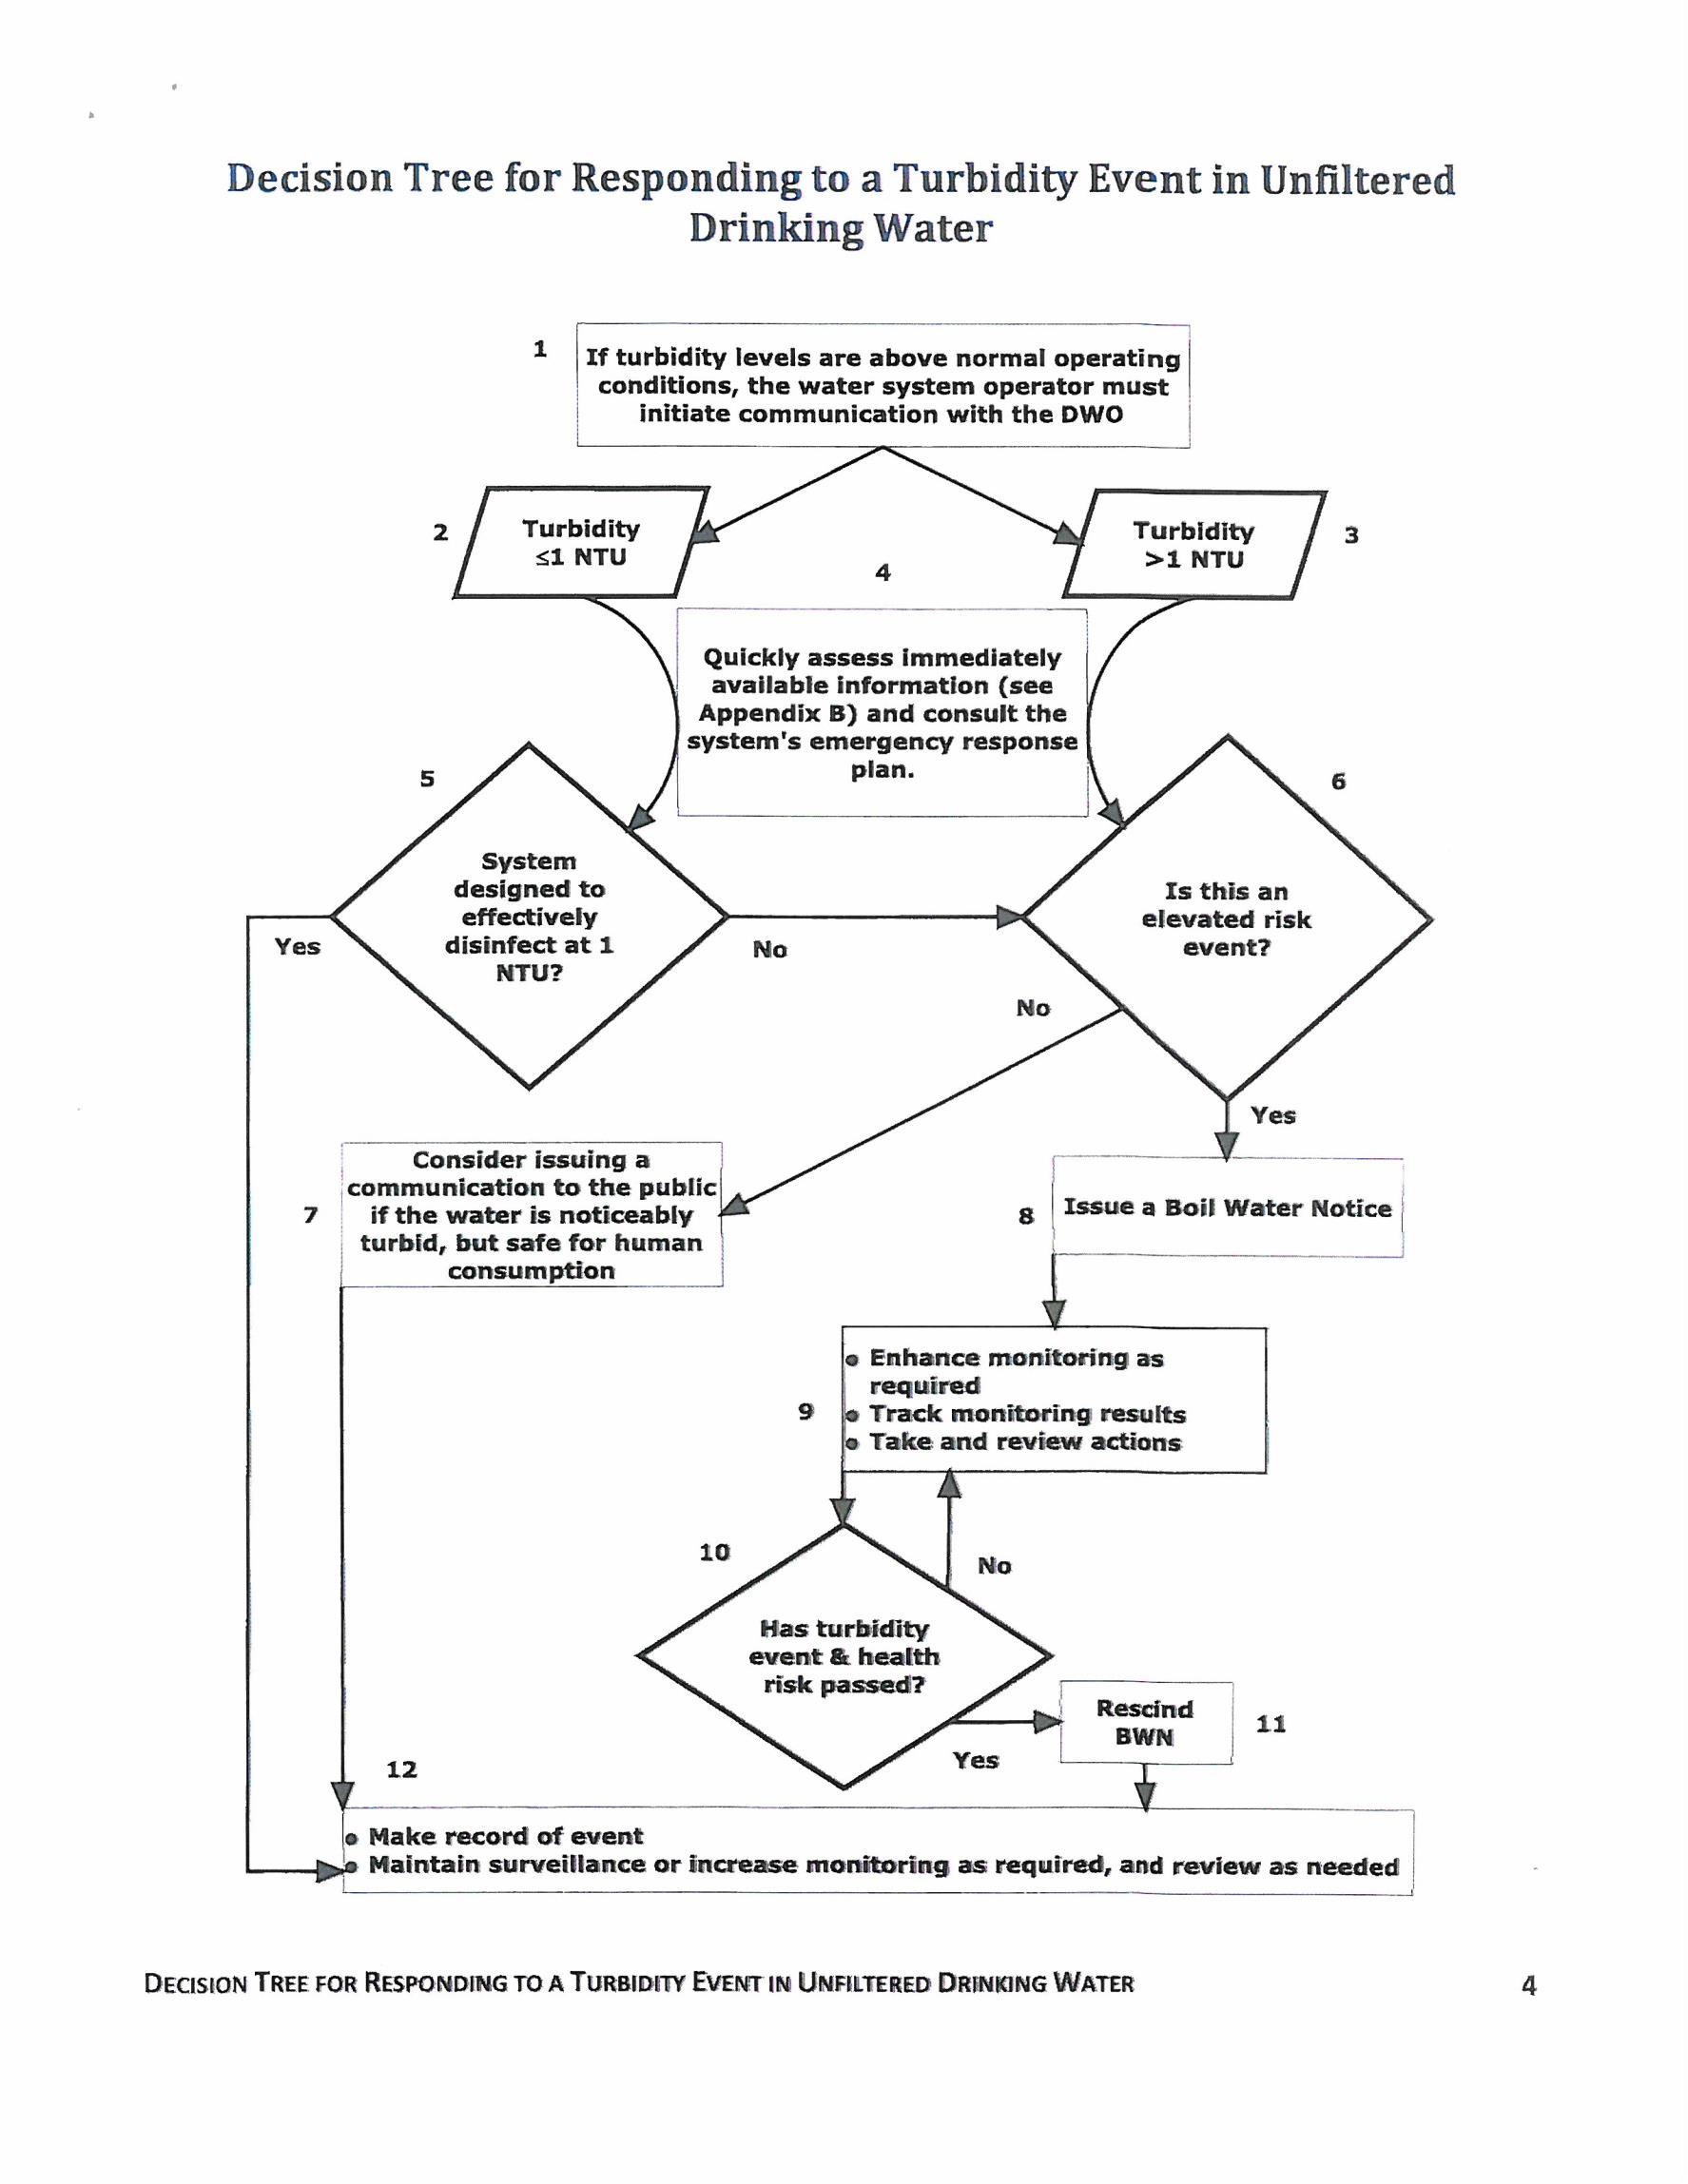 Decision Tree for Responding to a Turbidity Event in Unfiltered
Drinking Water
1
If turbidity levels are above normal operating
conditions, the water system operator must
initiate communication with the DWO
2
Turbidity
≤1 NTU
Turbidity
>1 NTU
3
4
Quickly assess immediately
available information (see
Appendix B) and consult the
system's emergency response
plan.
5
System
designed to
effectively
disinfect at 1
NTU?
Yes
No
6
Is this an
elevated risk
event?
No
Yes
7
Consider issuing a
communication to the public
if the water is noticeably
turbid, but safe for human
consumption
8
Issue a Boil Water Notice
9
• Enhance monitoring as
required
• Track monitoring results
• Take and review actions
10
No
Has turbidity
event & health
risk passed?
Yes
Rescind
BWN
11
12
• Make record of event
• Maintain surveillance or increase monitoring as required, and review as needed
DECISION TREE FOR RESPONDING TO A TURBIDITY EVENT IN UNFILTERED DRINKING WATER 4